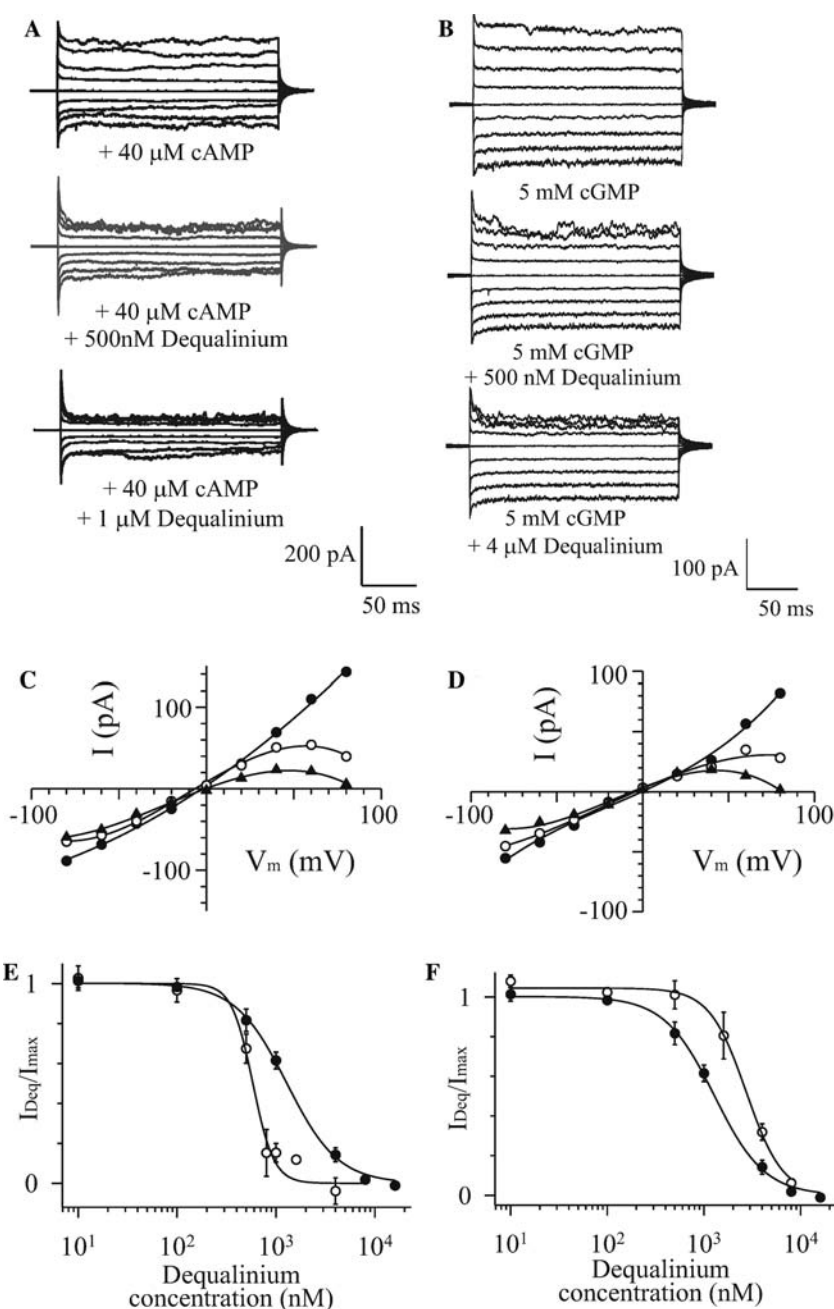 A
+ 40 μM cAMP
+ 40 μM cAMP
+ 500nM Dequalinium
+ 40 μM cAMP
+ 1 μM Dequalinium
200 pA
50 ms
B
5 mM cGMP
5 mM cGMP
+ 500 nM Dequalinium
5 mM cGMP
+ 4 μM Dequalinium
100 pA
50 ms
C
I (pA)
100
-100
100
-100
Vm (mV)
D
I (pA)
100
-100
100
-100
Vm (mV)
E
IDeq/Imax
1
0
10¹ 10² 10³ 10⁴
Dequalinium
concentration (nM)
F
IDeq/Imax
1
0
10¹ 10² 10³ 10⁴
Dequalinium
concentration (nM)